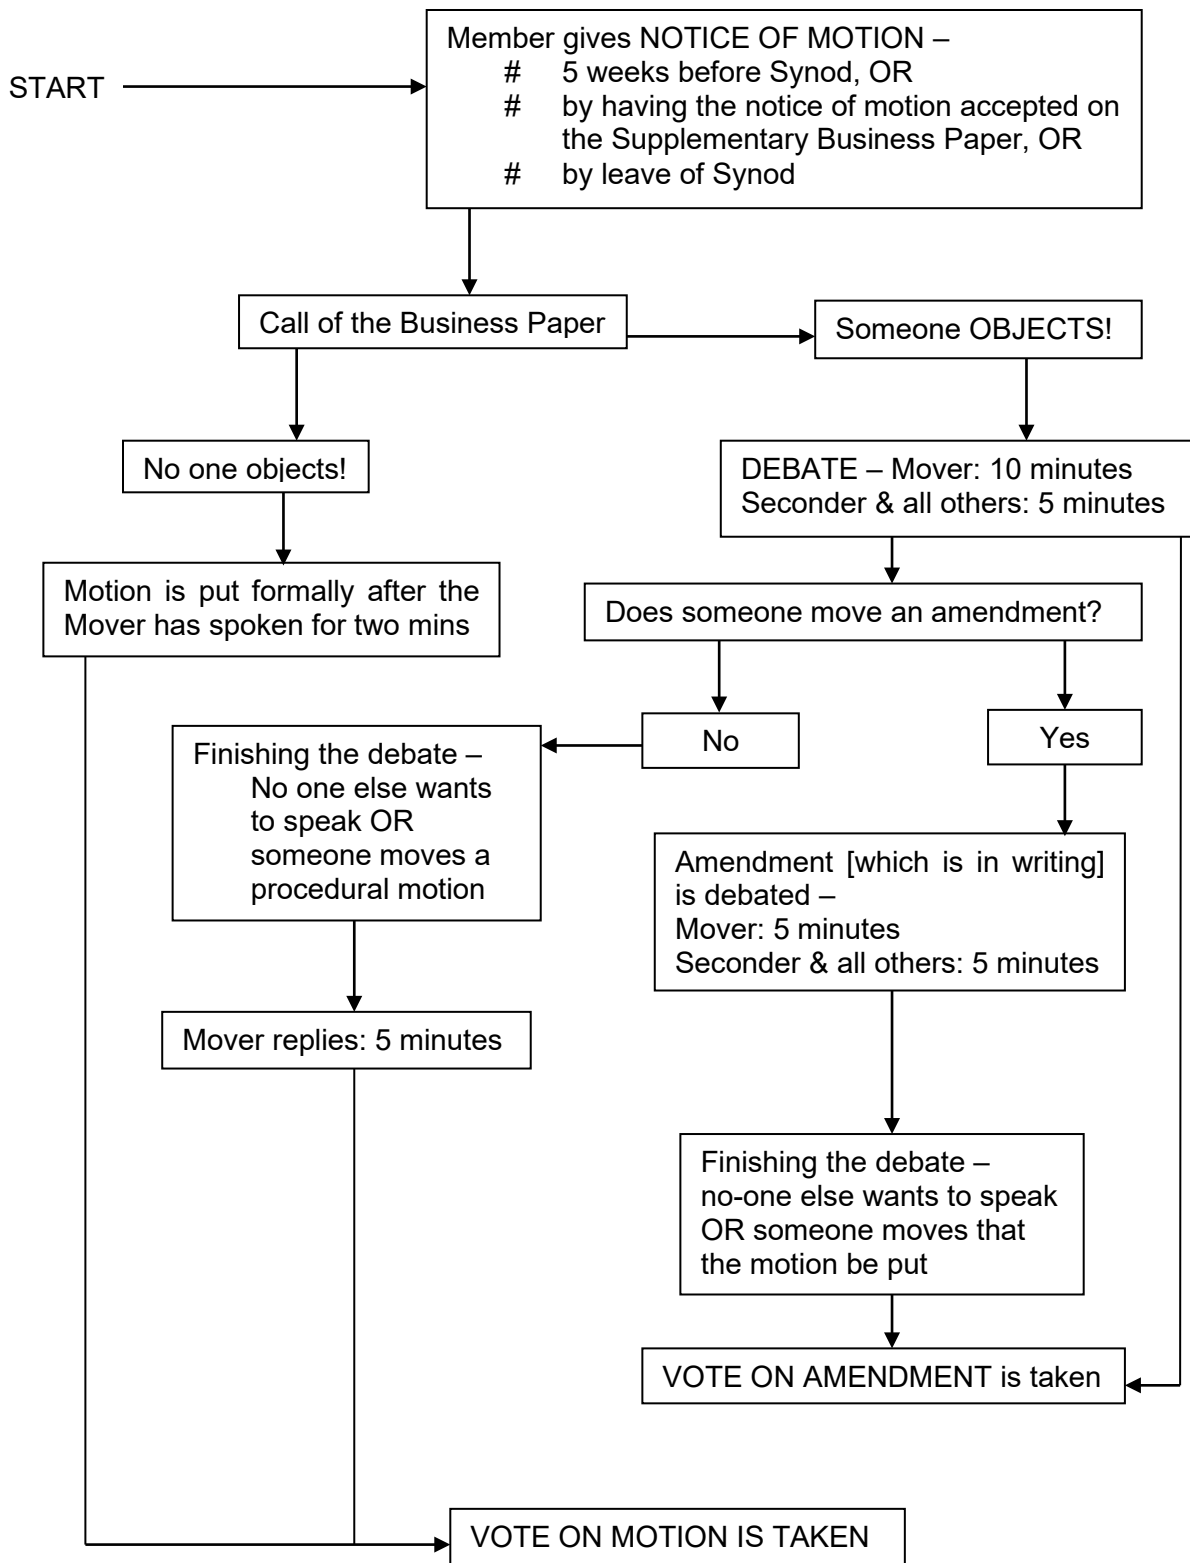 Member gives NOTICE OF MOTION –
START
# 5 weeks before Synod, OR
# by having the notice of motion accepted on
the Supplementary Business Paper, OR
# by leave of Synod
Call of the Business Paper
Someone OBJECTS!
No one objects!
DEBATE – Mover: 10 minutes
Seconder & all others: 5 minutes
Motion is put formally after the
Mover has spoken for two mins
Does someone move an amendment?
No
Yes
Finishing the debate –
No one else wants
to speak OR
someone moves a
procedural motion
Amendment [which is in writing]
is debated –
Mover: 5 minutes
Seconder & all others: 5 minutes
Mover replies: 5 minutes
Finishing the debate –
no-one else wants to speak
OR someone moves that
the motion be put
VOTE ON AMENDMENT is taken
VOTE ON MOTION IS TAKEN